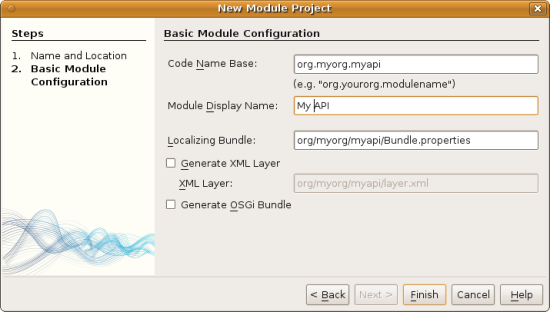 New Module Project
Steps
1. Name and Location
2. Basic Module
Configuration
Basic Module Configuration
Code Name Base:
org.myorg.myapi
(e.g. "org.yourorg.modulename")
Module Display Name:
My API
Localizing Bundle:
org/myorg/myapi/Bundle.properties
Generate XML Layer
XML Layer:
org/myorg/myapi/layer.xml
Generate OSGi Bundle
< Back
Next >
Finish
Cancel
Help